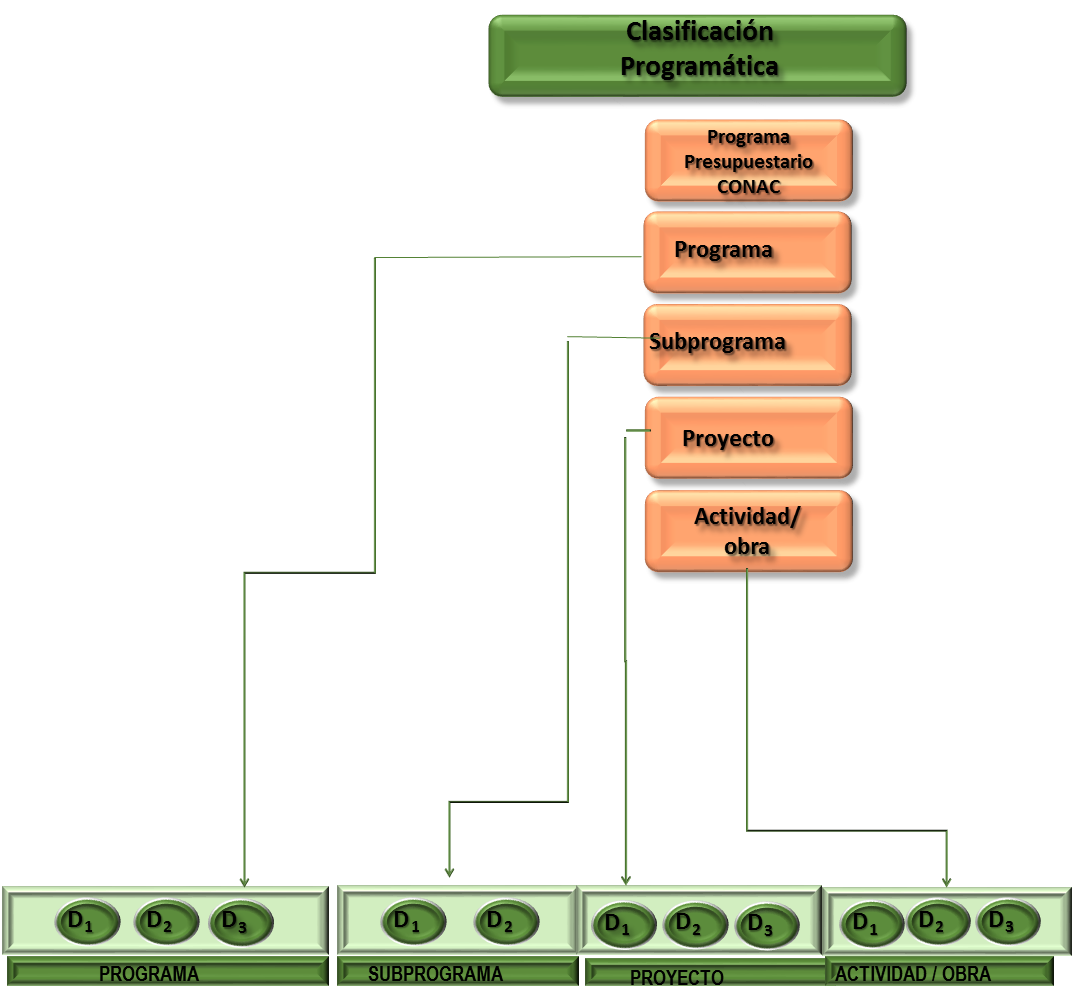 Clasificación
Programática
Programa
Presupuestario
CONAC
Programa
Subprograma
Proyecto
Actividad/
obra
D1 D2 D3
D1 D2
D1 D2 D3
D1 D2 D3
PROGRAMA
SUBPROGRAMA
PROYECTO
ACTIVIDAD / OBRA